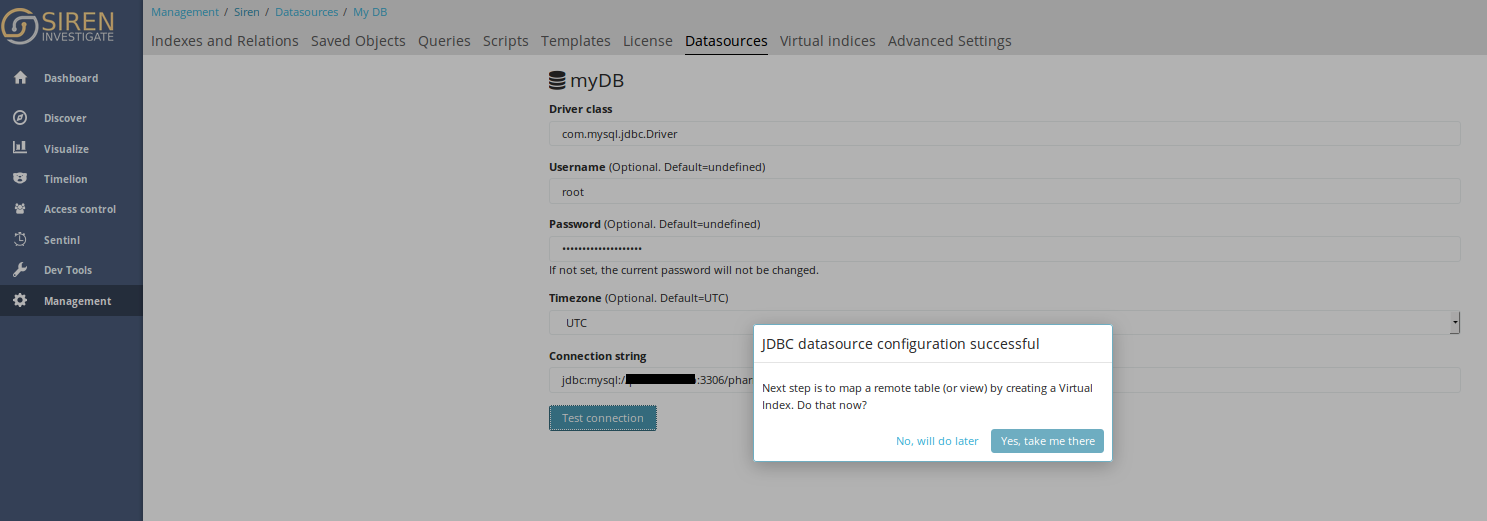 SIREN
INVESTIGATE
Management / Siren / Datasources / My DB
Indexes and Relations Saved Objects Queries Scripts Templates License Datasources Virtual indices Advanced Settings
Dashboard
Discover
Visualize
Timelion
Access control
Sentinl
Dev Tools
Management
myDB
Driver class
com.mysql.jdbc.Driver
Username (Optional. Default=undefined)
root
Password (Optional. Default=undefined)
••••••••••••••••••••
If not set, the current password will not be changed.
Timezone (Optional. Default=UTC)
UTC
Connection string
jdbc:mysql:/ :3306/phar
Test connection
JDBC datasource configuration successful
Next step is to map a remote table (or view) by creating a Virtual
Index. Do that now?
No, will do later
Yes, take me there